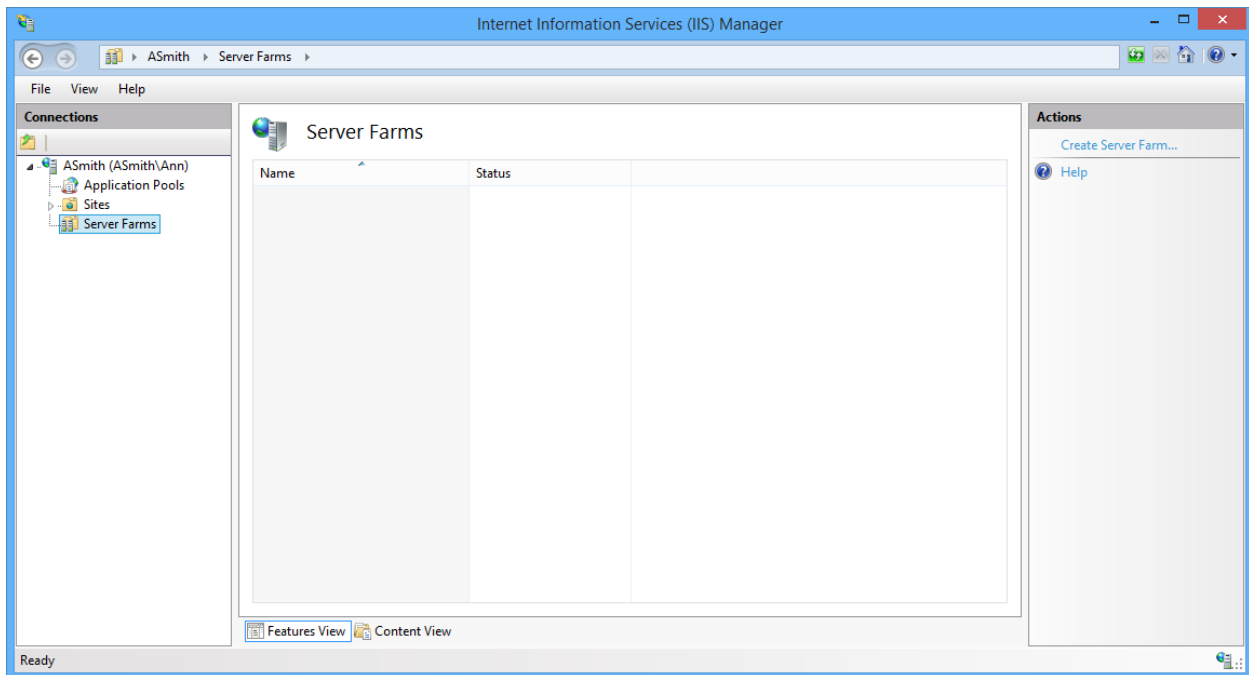 Internet Information Services (IIS) Manager
ASmith Server Farms
File View Help
Connections
ASmith (ASmith\Ann)
Application Pools
Sites
Server Farms
Server Farms
Name Status
Features View Content View
Actions
Create Server Farm...
Help
Ready